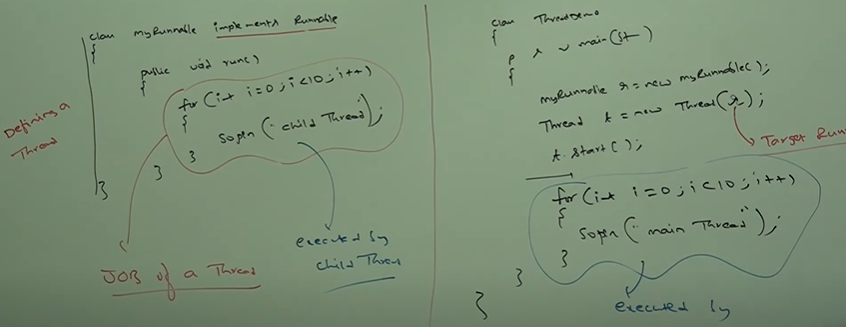 class myRunnable implements Runnable
{
public void run()
{
for (int i=0; i<10; i++)
{
Sopln("child Thread");
}
}
}
Defining a
Thread
JOB of a Thread
executed by
child Thread
class ThreadDemo
{
p s v main(St
)
{
myRunnable r = new myRunnable();
Thread t = new Thread(r);
Target Run
t.start();
for (int i=0; i<10; i++)
{
Sopln("main Thread");
}
}
}
executed by